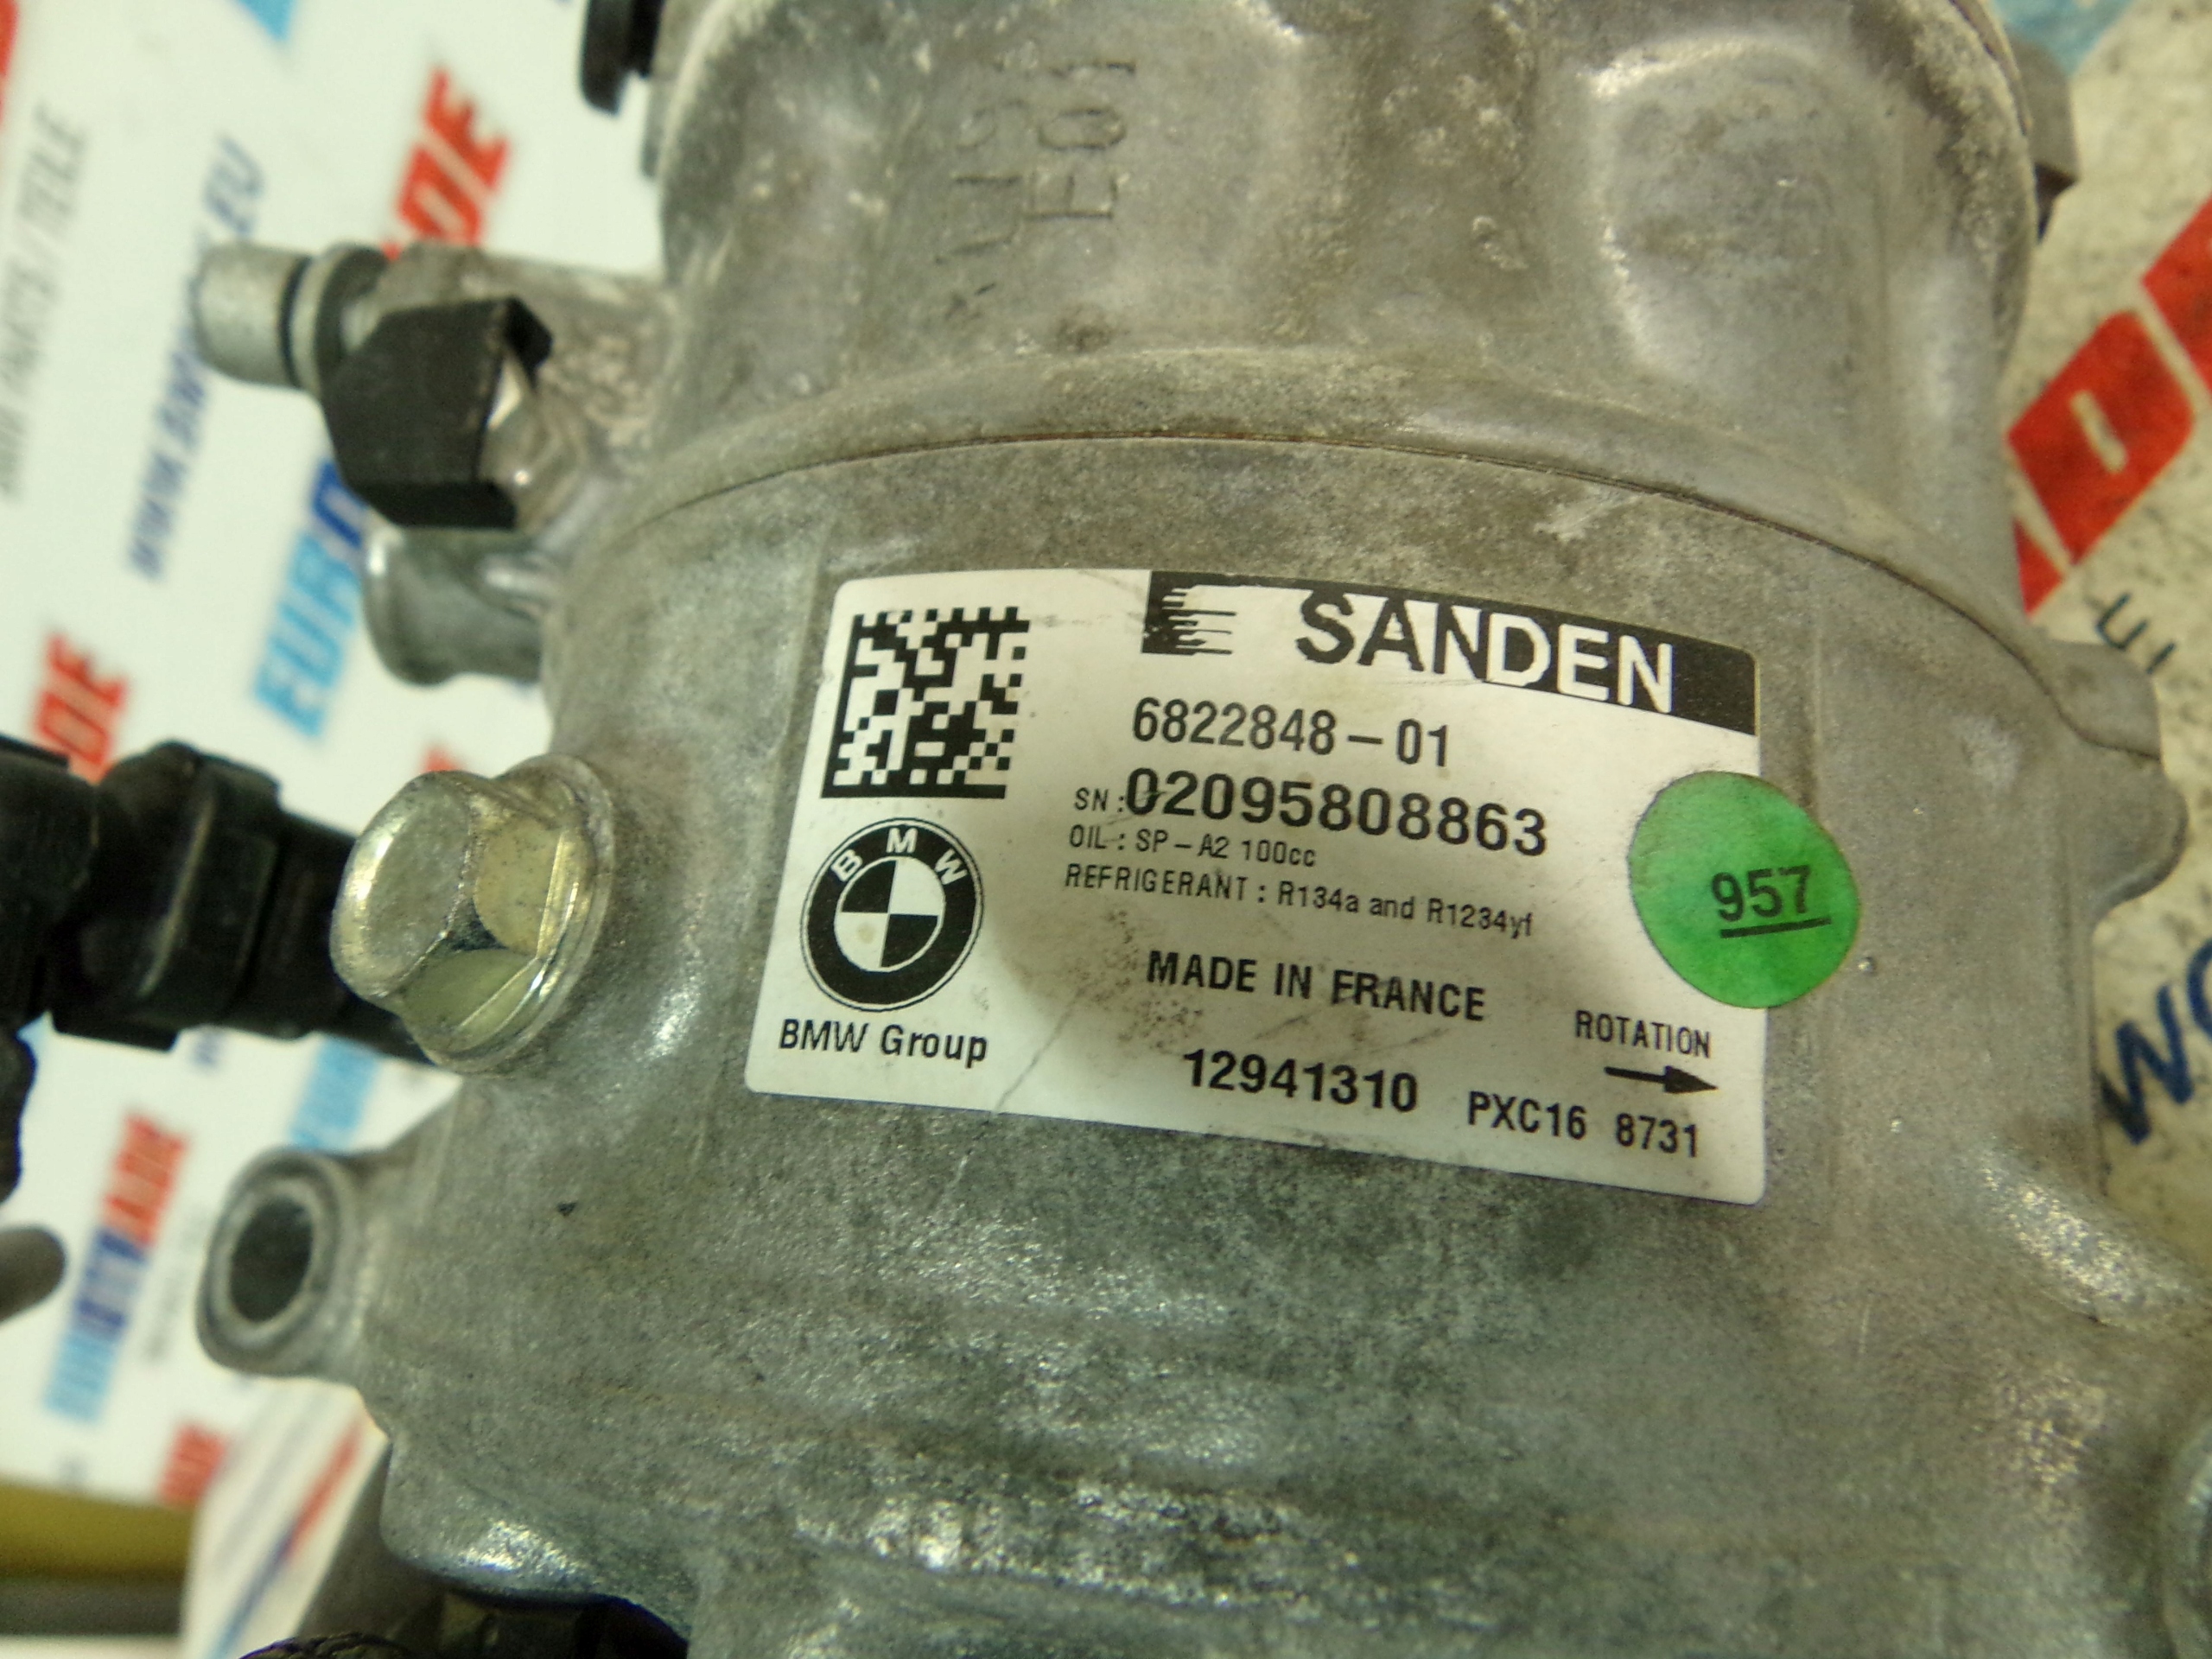 E01
SANDEN
6822848-01
SN:02095808863
OIL: SP-A2 100cc
REFRIGERANT: R134a and R1234yf
957
MADE IN FRANCE
BMW
BMW Group
ROTATION
12941310 PXC16 8731